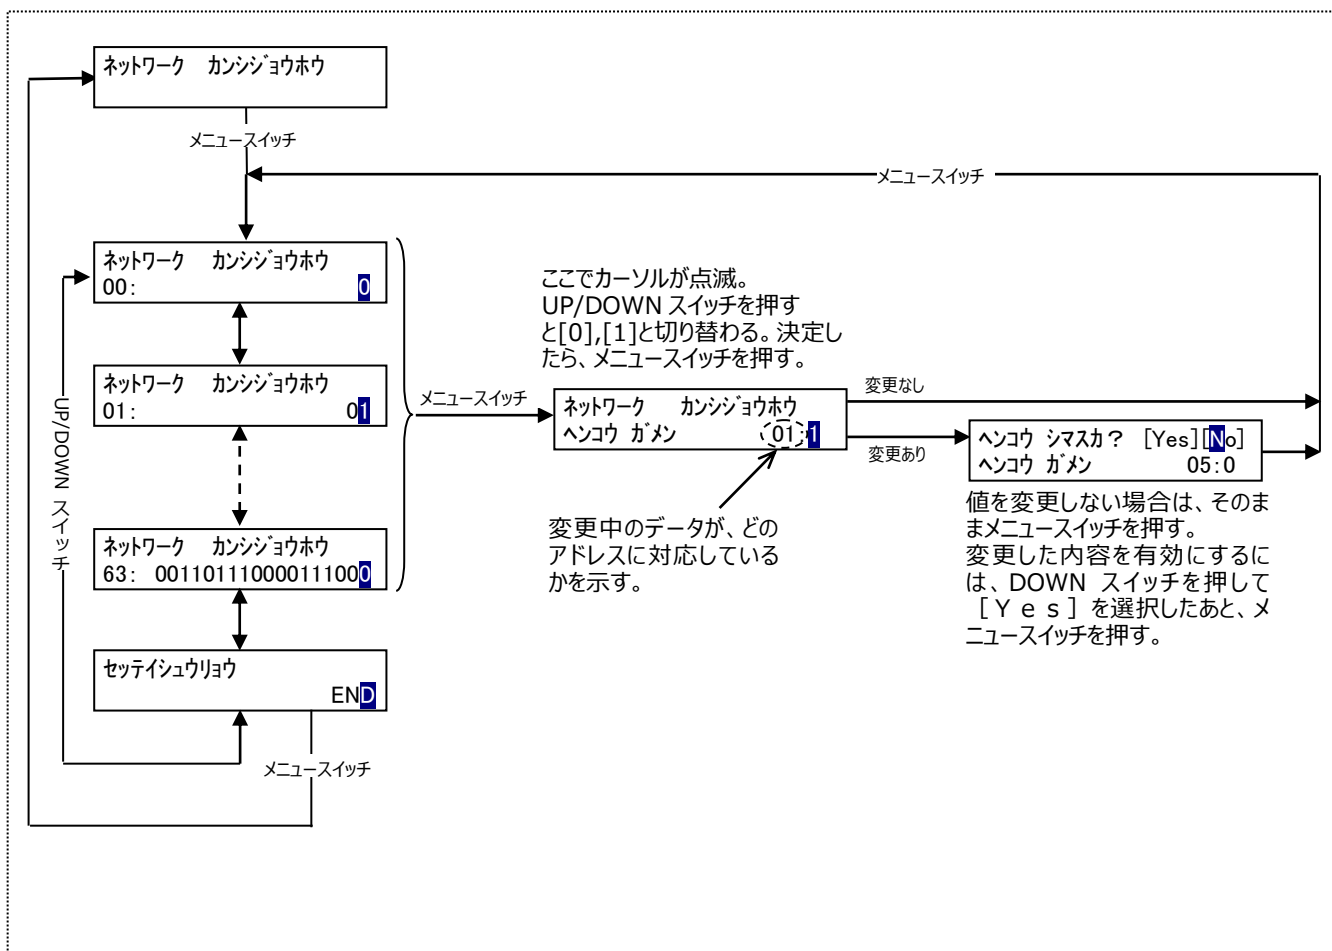 ネットワーク　カンシジョウホウ
メニュースイッチ
メニュースイッチ
ネットワーク　カンシジョウホウ
00:　0
ここでカーソルが点滅。
UP/DOWN スイッチを押す
と[0],[1]と切り替わる。決定し
たら、メニュースイッチを押す。
ネットワーク　カンシジョウホウ
01:　01
メニュースイッチ
ネットワーク　カンシジョウホウ
ヘンコウ ガメン　01:1
変更なし
変更あり
ヘンコウ シマスカ？ [Yes][No]
ヘンコウ ガメン　05:0
UP/DOWN スイッチ
ネットワーク　カンシジョウホウ
63: 0011011100001110 00
変更中のデータが、どの
アドレスに対応している
かを示す。
値を変更しない場合は、そのま
まメニュースイッチを押す。
変更した内容を有効にするに
は、DOWN スイッチを押して
［Ｙｅｓ］を選択したあと、メ
ニュースイッチを押す。
セッテイシュウリョウ
END
メニュースイッチ